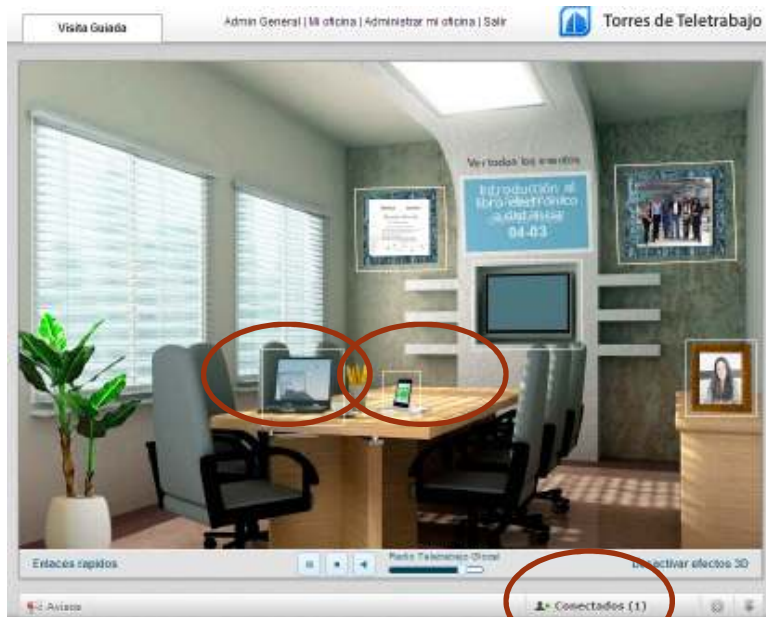 Visita Guiada
Admin General | Mi oficina | Administrar mi oficina | Salir
Torres de Teletrabajo
Ver todos los eventos
Introducción al
libro electrónico
a distancia
04-03
Enlaces rapidos
Radio Teletrabajo Global
Desactivar efectos 3D
Avisos
Conectados (1)